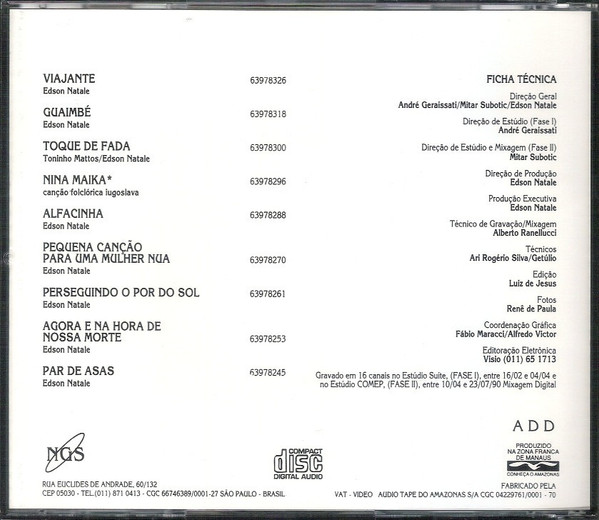 VIAJANTE 63978326
Edson Natale
GUAIMBÉ 63978318
Edson Natale
TOQUE DE FADA 63978300
Toninho Mattos/Edson Natale
NINA MAIKA* 63978296
canção folclórica iugoslava
ALFACINHA 63978288
Edson Natale
PEQUENA CANÇÃO
PARA UMA MULHER NUA 63978270
Edson Natale
PERSEGUINDO O POR DO SOL 63978261
Edson Natale
AGORA E NA HORA DE
NOSSA MORTE 63978253
Edson Natale
PAR DE ASAS 63978245
Edson Natale
FICHA TÉCNICA
Direção Geral
André Geraissati/Mitar Subotic/Edson Natale
Direção de Estúdio (Fase I)
André Geraissati
Direção de Estúdio e Mixagem (Fase II)
Mitar Subotic
Direção de Produção
Edson Natale
Produção Executiva
Edson Natale
Técnico de Gravação/Mixagem
Alberto Ranellucci
Técnicos
Ari Rogério Silva/Getúlio
Edição
Luiz de Jesus
Fotos
Renê de Paula
Coordenação Gráfica
Fábio Maracci/Alfredo Victor
Editoração Eletrônica
Visio (011) 65 1713
Gravado em 16 canais no Estúdio Suíte, (FASE I), entre 16/02 e 04/04 e
no Estúdio COMEP, (FASE II), entre 10/04 e 23/07/90 Mixagem Digital
ADD
NGS
COMPACT
disc
DIGITAL AUDIO
PRODUZIDO
NA ZONA FRANCA
DE MANAUS
CONHEÇA O AMAZONAS
RUA EUCLIDES DE ANDRADE, 60/132
CEP 05030 - TEL.(011) 871 0413 - CGC 66746389/0001-27 SÃO PAULO - BRASIL
FABRICADO PELA
VAT - VIDEO AUDIO TAPE DO AMAZONAS S/A CGC 04229761/0001 - 70